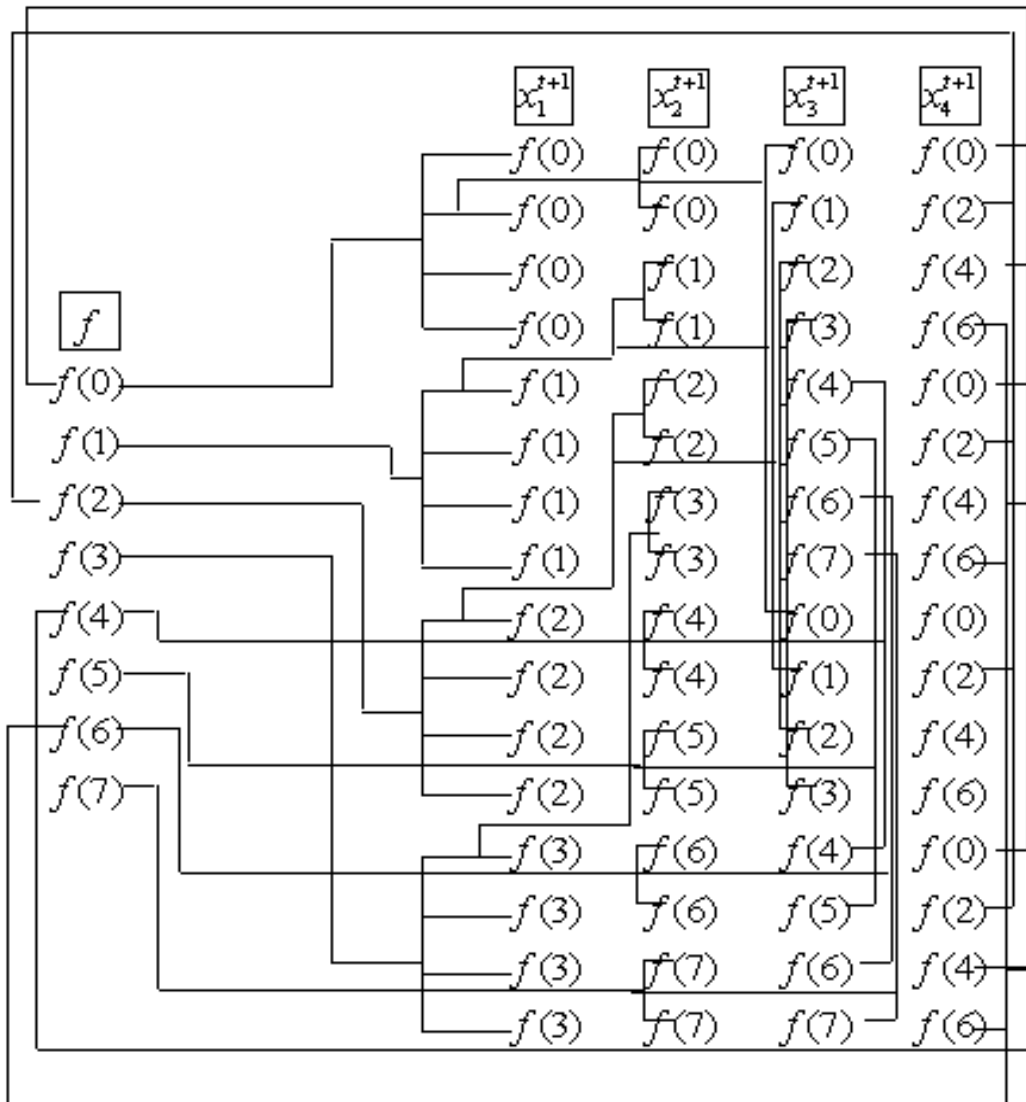 x₁ᵗ⁺¹ x₂ᵗ⁺¹ x₃ᵗ⁺¹ x₄ᵗ⁺¹
f(0) f(0) f(0) f(0)
f(0) f(0) f(1) f(2)
f(0) f(1) f(2) f(4)
f
f(0) f(1) f(3) f(6)
f(0) f(1) f(2) f(4) f(0)
f(1) f(1) f(2) f(5) f(2)
f(2) f(1) f(3) f(6) f(4)
f(3) f(1) f(3) f(7) f(6)
f(4) f(2) f(4) f(0) f(0)
f(5) f(2) f(4) f(1) f(2)
f(6) f(2) f(5) f(2) f(4)
f(7) f(2) f(5) f(3) f(6)
f(3) f(6) f(4) f(0)
f(3) f(6) f(5) f(2)
f(3) f(7) f(6) f(4)
f(3) f(7) f(7) f(6)